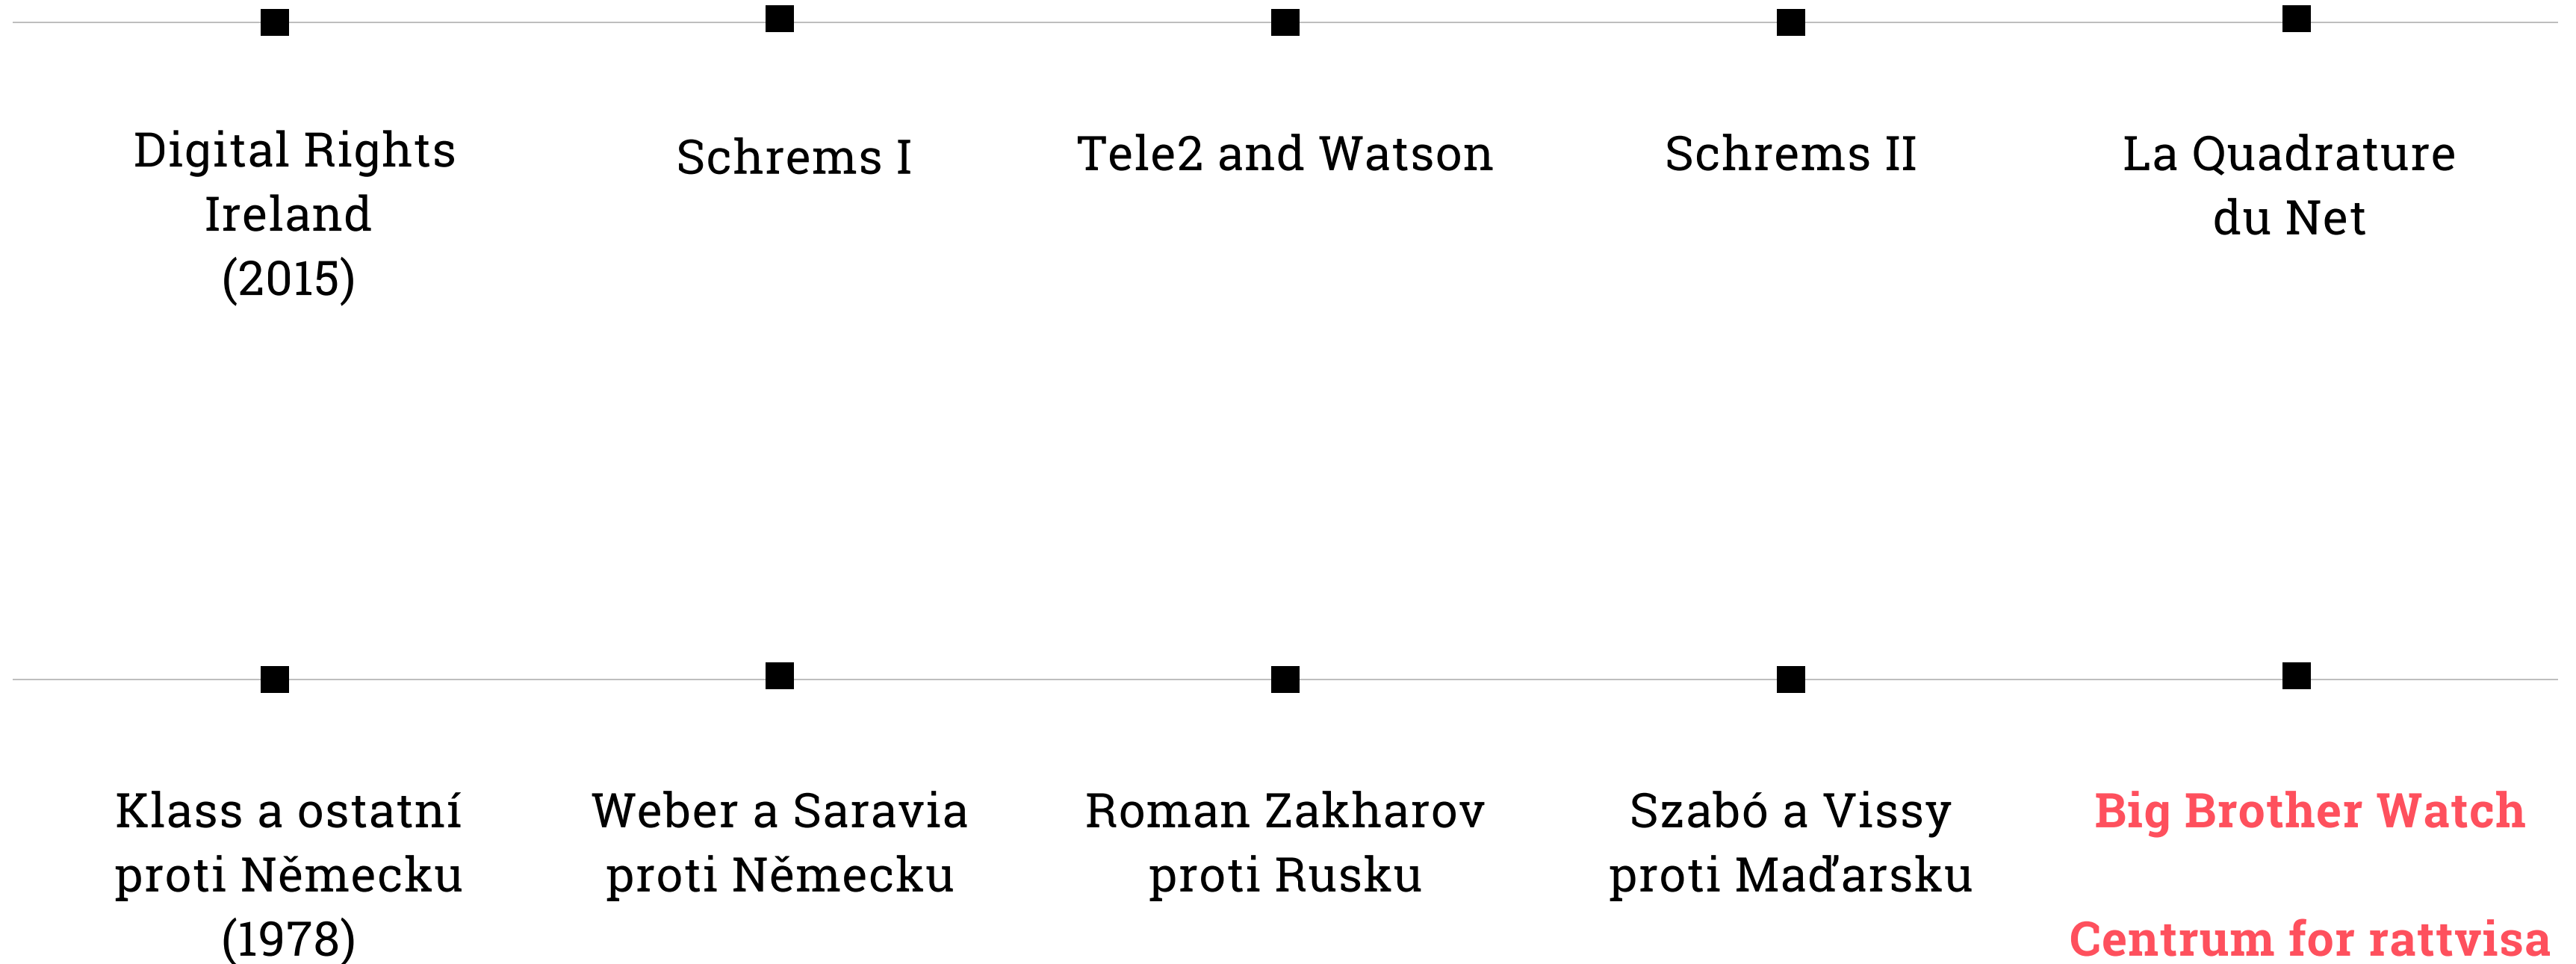 Digital Rights
Ireland
(2015)
Schrems I
Tele2 and Watson
Schrems II
La Quadrature
du Net
Klass a ostatní
proti Německu
(1978)
Weber a Saravia
proti Německu
Roman Zakharov
proti Rusku
Szabó a Vissy
proti Maďarsku
Big Brother Watch
Centrum for rattvisa